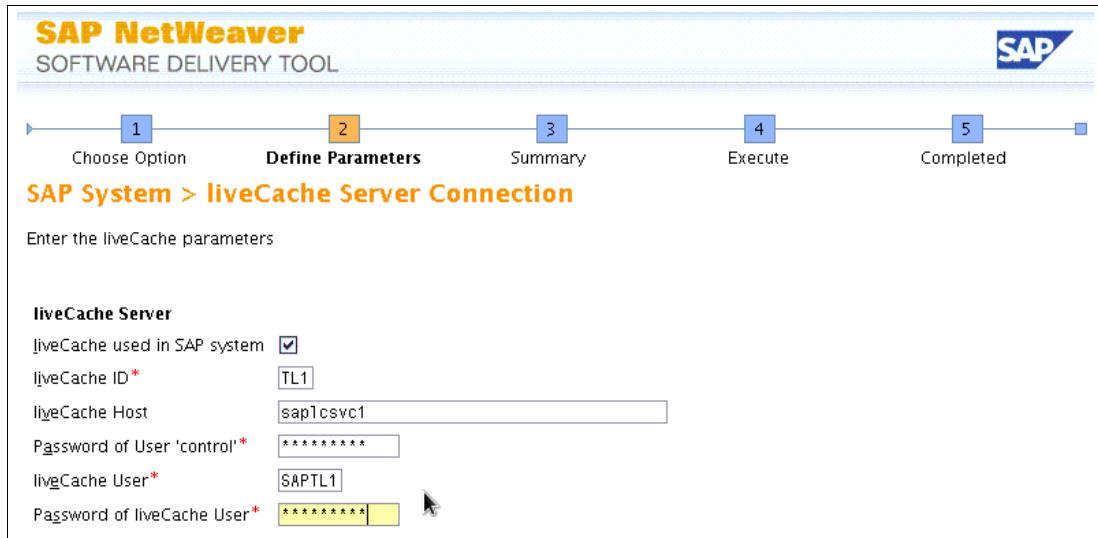 SAP NetWeaver
SOFTWARE DELIVERY TOOL
SAP
1 2 3 4 5
Choose Option Define Parameters Summary Execute Completed
SAP System > liveCache Server Connection
Enter the liveCache parameters
liveCache Server
liveCache used in SAP system
liveCache ID* TL1
liveCache Host saplcsvc1
Password of User 'control'* *********
liveCache User* SAPTL1
Password of liveCache User* *********